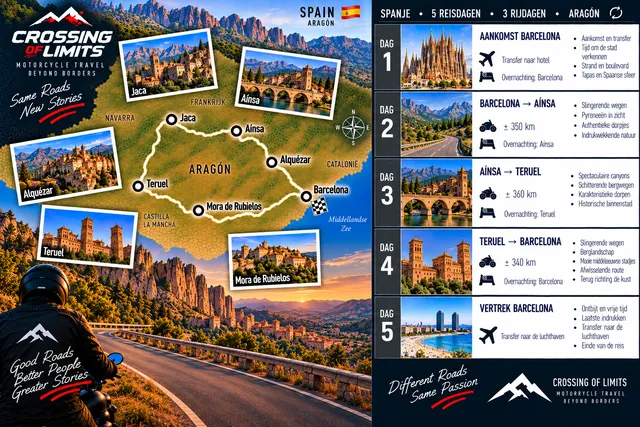 CROSSING
OF LIMITS
MOTORCYCLE TRAVEL
BEYOND BORDERS
Same Roads
New Stories
SPAIN
ARAGÓN
Jaca
Aínsa
FRANKRIJK
NAVARRA
Jaca
Aínsa
N
W
E
S
Alquézar
ARAGÓN
Alquézar
CATALONIË
Teruel
Barcelona
Mora de Rubielos
CASTILLA
LA MANCHA
Middellandse
Zee
Teruel
Mora de Rubielos
Good Roads
Better People
Greater Stories
SPANJE • 5 REISDAGEN • 3 RIJDAGEN • ARAGÓN
DAG
1
AANKOMST BARCELONA
Transfer naar hotel
Overnachting: Barcelona
• Aankomst en transfer
• Tijd om de stad
verkennen
• Strand en boulevard
• Tapas en Spaanse sfeer
DAG
2
BARCELONA → AÍNSA
± 350 km
Overnachting: Aínsa
• Slingerende wegen
• Pyreneeën in zicht
• Authentieke dorpjes
• Indrukwekkende natuur
DAG
3
AÍNSA → TERUEL
± 360 km
Overnachting: Teruel
• Spectaculaire canyons
• Schitterende bergwegen
• Karakteristieke dorpen
• Historische binnenstad
DAG
4
TERUEL → BARCELONA
± 340 km
Overnachting: Barcelona
• Slingerende wegen
• Berglandschap
• Mooie middeleeuwse stadjes
• Afwisselende route
• Terug richting de kust
DAG
5
VERTREK BARCELONA
Transfer naar de luchthaven
• Ontbijt en vrije tijd
• Laatste indrukken
• Transfer naar de
luchthaven
• Einde van de reis
Different Roads
Same Passion
CROSSING OF LIMITS
MOTORCYCLE TRAVEL
BEYOND BORDERS